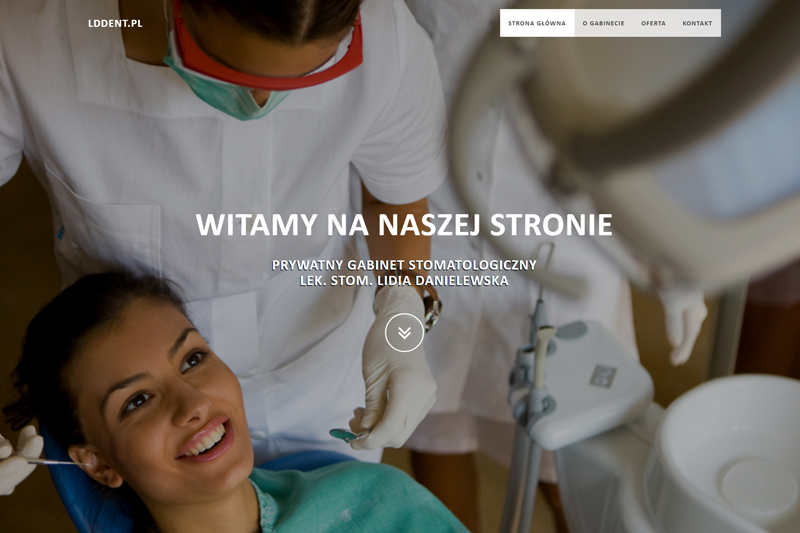 LDDENT.PL
STRONA GŁÓWNA
O GABINECIE
OFERTA
KONTAKT
WITAMY NA NASZEJ STRONIE
PRYWATNY GABINET STOMATOLOGICZNY
LEK. STOM. LIDIA DANIELEWSKA